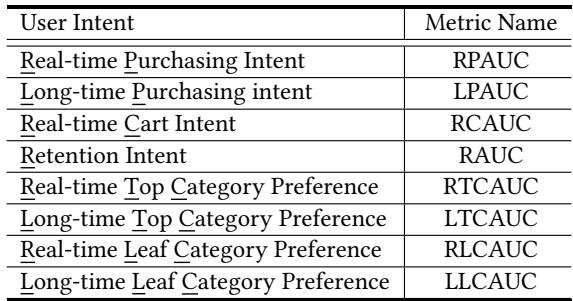 User Intent Metric Name
Real-time Purchasing Intent RPAUC
Long-time Purchasing intent LPAUC
Real-time Cart Intent RCAUC
Retention Intent RAUC
Real-time Top Category Preference RTCAUC
Long-time Top Category Preference LTCAUC
Real-time Leaf Category Preference RLCAUC
Long-time Leaf Category Preference LLCAUC